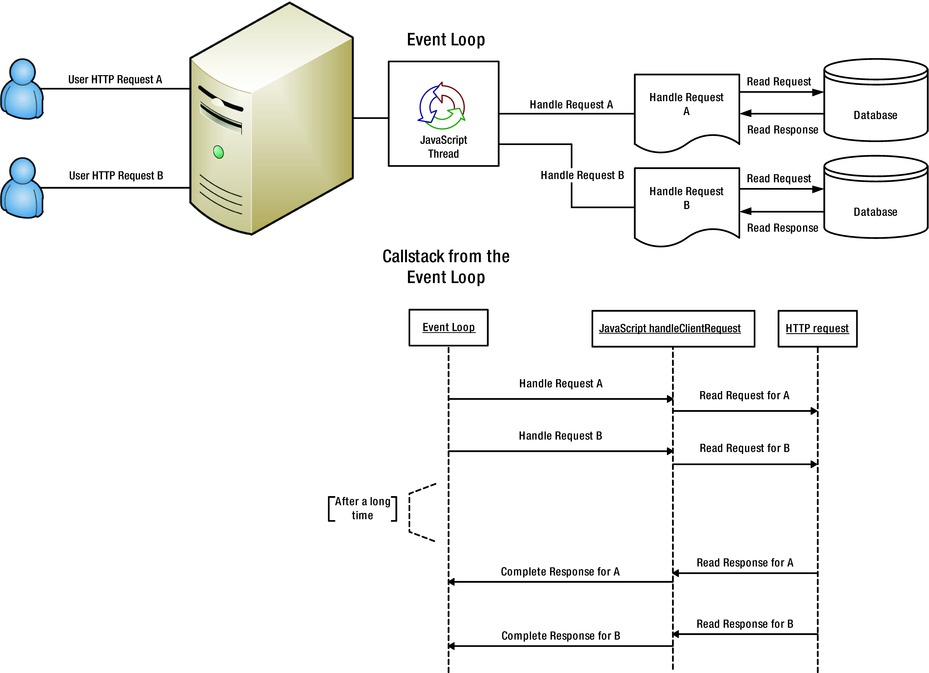 Event Loop
User HTTP Request A
JavaScript
Thread
Handle Request A
Handle Request
A
Read Request
Read Response
Database
User HTTP Request B
Handle Request B
Handle Request
B
Read Request
Read Response
Database
Callstack from the
Event Loop
Event Loop
JavaScript handleClientRequest
HTTP request
Handle Request A
Read Request for A
Handle Request B
Read Request for B
After a long
time
Read Response for A
Complete Response for A
Read Response for B
Complete Response for B